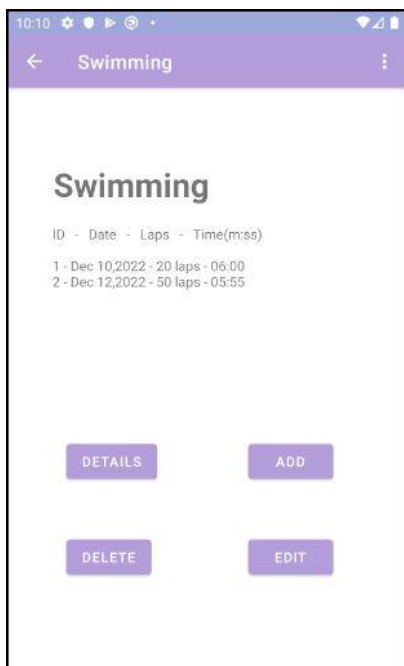 10:10
Swimming
Swimming
ID - Date - Laps - Time(m:ss)
1 - Dec 10,2022 - 20 laps - 06:00
2 - Dec 12,2022 - 50 laps - 05:55
DETAILS ADD
DELETE EDIT